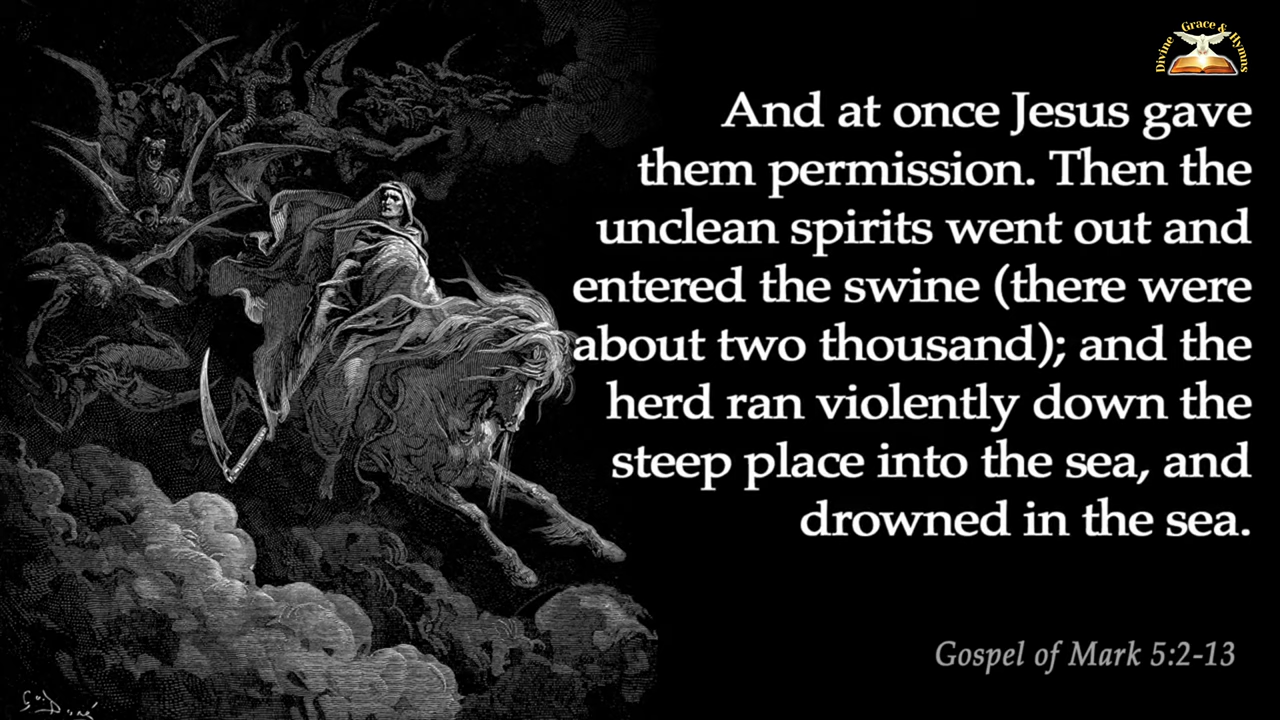 Divine Grace & Hymns
And at once Jesus gave
them permission. Then the
unclean spirits went out and
entered the swine (there were
about two thousand); and the
herd ran violently down the
steep place into the sea, and
drowned in the sea.
Gospel of Mark 5:2-13